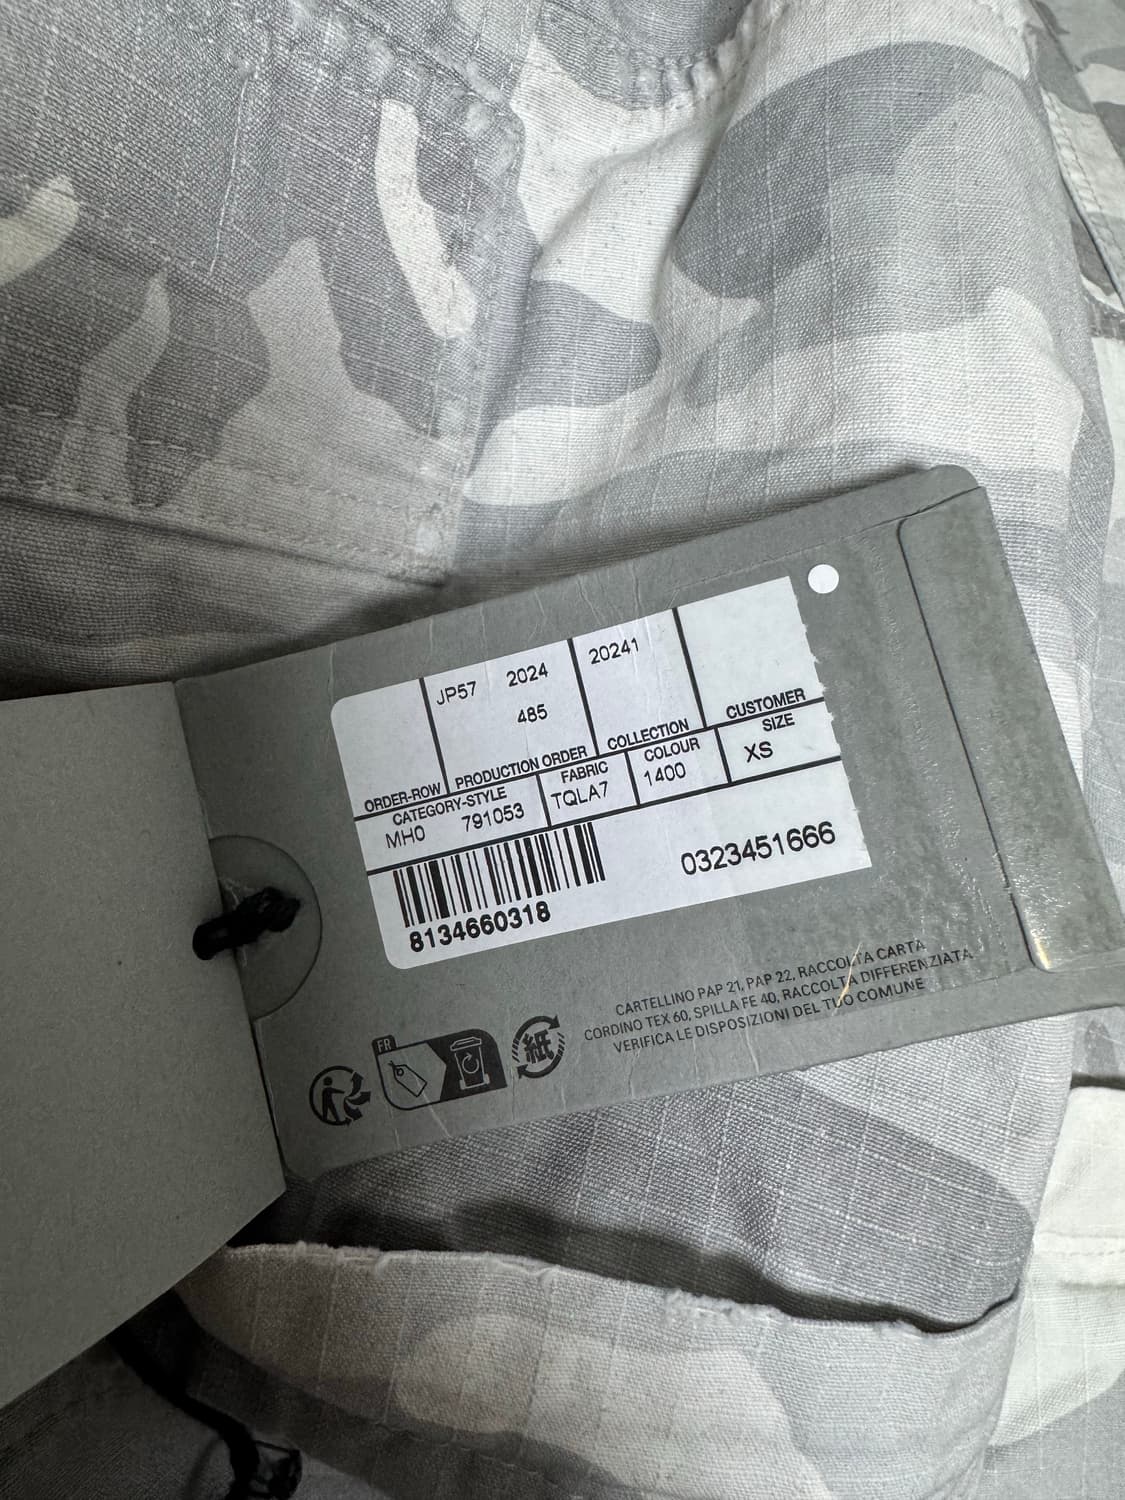 JP57 2024
485
20241
ORDER-ROW
PRODUCTION ORDER
COLLECTION
CUSTOMER
CATEGORY-STYLE
FABRIC
COLOUR
SIZE
MH0 791053
TQLA7
1400
XS
8134660318
0323451666
CARTELLINO PAP 21, PAP 22, RACCOLTA CARTA
CORDINO TEX 60, SPILLA FE 40, RACCOLTA DIFFERENZIATA
VERIFICA LE DISPOSIZIONI DEL TUO COMUNE
FR
紙